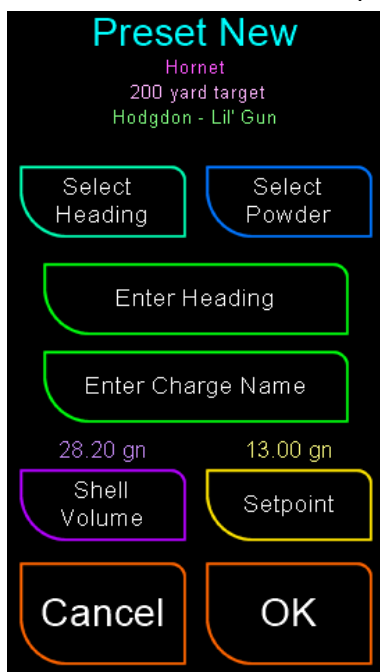 Preset New
Hornet
200 yard target
Hodgdon - Lil' Gun
Select Heading
Select Powder
Enter Heading
Enter Charge Name
28.20 gn
13.00 gn
Shell Volume
Setpoint
Cancel
OK